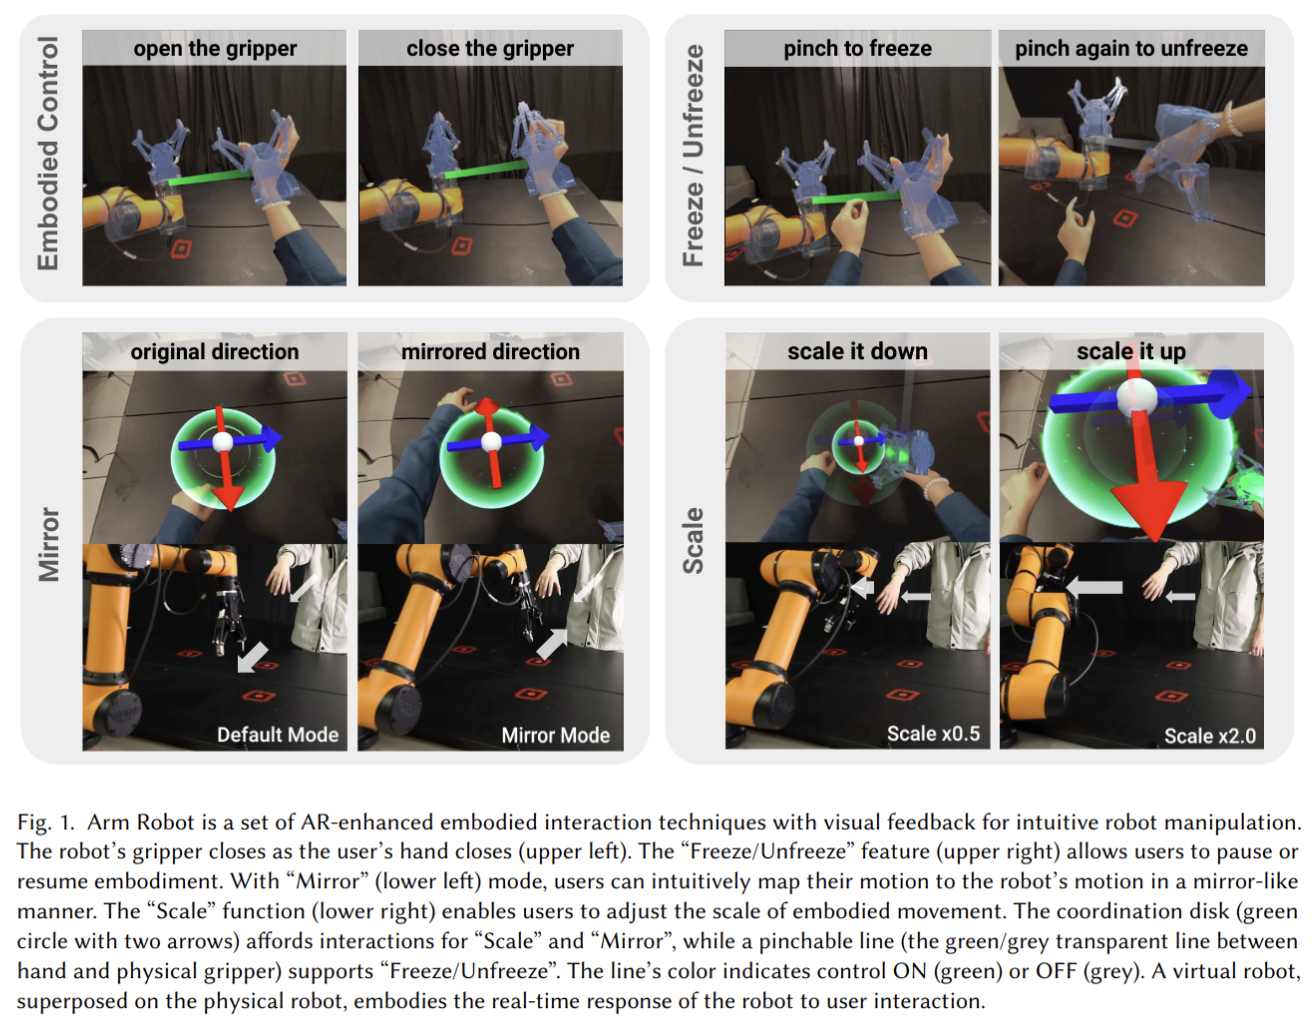 Embodied Control
open the gripper
close the gripper
Freeze / Unfreeze
pinch to freeze
pinch again to unfreeze
Mirror
original direction
mirrored direction
Default Mode
Mirror Mode
Scale
scale it down
scale it up
Scale x0.5
Scale x2.0
Fig. 1. Arm Robot is a set of AR-enhanced embodied interaction techniques with visual feedback for intuitive robot manipulation.
The robot's gripper closes as the user's hand closes (upper left). The “Freeze/Unfreeze” feature (upper right) allows users to pause or
resume embodiment. With “Mirror” (lower left) mode, users can intuitively map their motion to the robot's motion in a mirror-like
manner. The “Scale” function (lower right) enables users to adjust the scale of embodied movement. The coordination disk (green
circle with two arrows) affords interactions for “Scale” and “Mirror”, while a pinchable line (the green/grey transparent line between
hand and physical gripper) supports “Freeze/Unfreeze”. The line's color indicates control ON (green) or OFF (grey). A virtual robot,
superposed on the physical robot, embodies the real-time response of the robot to user interaction.